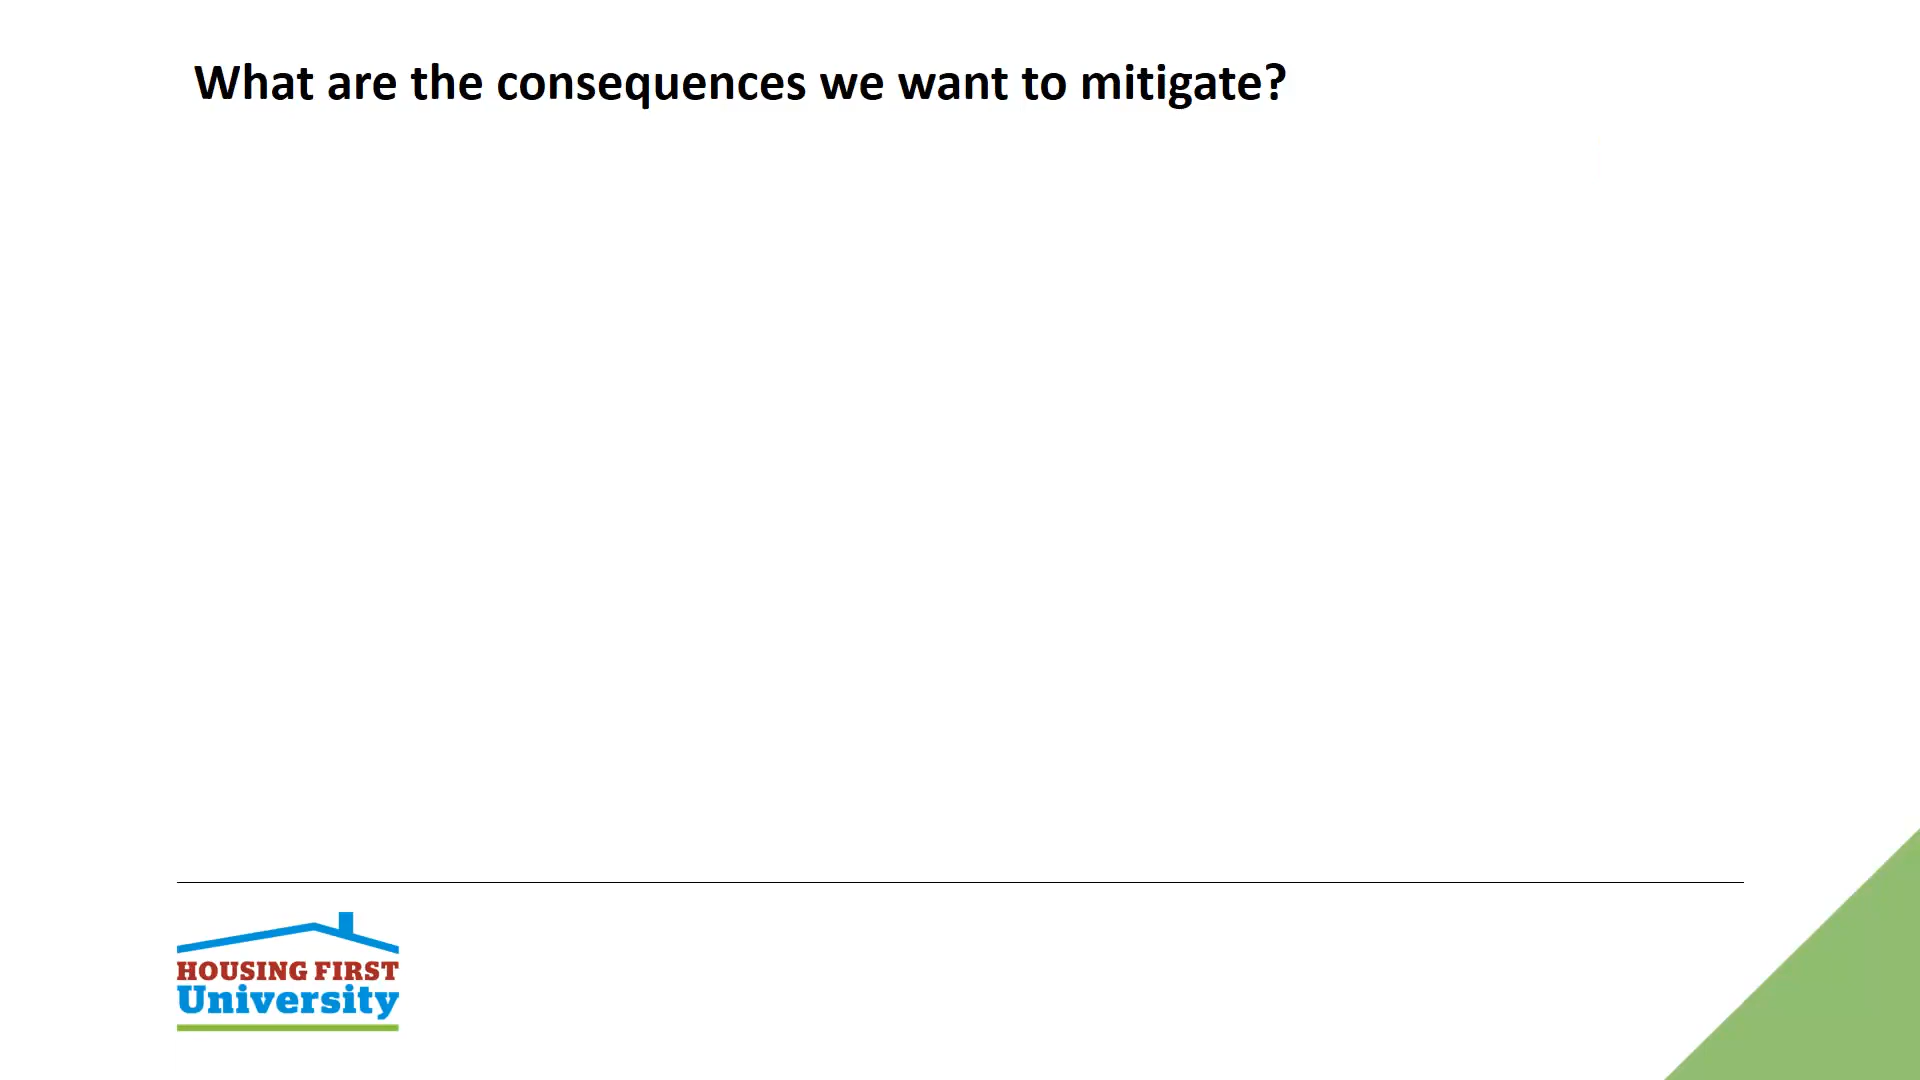 What are the consequences we want to mitigate?
HOUSING FIRST
University